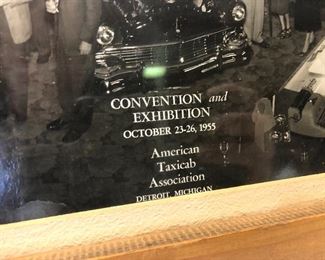 CONVENTION and
EXHIBITION
OCTOBER 23-26, 1955
American
Taxicab
Association
DETROIT, MICHIGAN